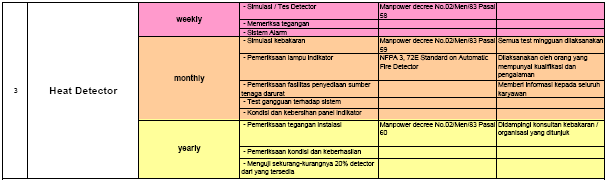 3
Heat Detector
weekly
- Simulasi / Tes Detector
Manpower decree No.02/Men/83 Pasal
58
- Memeriksa tegangan
- Sistem Alarm
monthly
- Simulasi kebakaran
Manpower decree No.02/Men/83 Pasal
59
Semua test mingguan dilaksanakan
- Pemeriksaan lampu indikator
NFPA 3, 72E Standard on Automatic
Fire Detector
Dilaksanakan oleh orang yang
mempunyai kualifikasi dan
pengalaman
- Pemeriksaan fasilitas penyediaan sumber
tenaga darurat
Memberi informasi kepada seluruh
karyawan
- Test gangguan terhadap sistem
- Kondisi dan kebersihan panel indikator
yearly
- Pemeriksaan tegangan instalasi
Manpower decree No.02/Men/83 Pasal
60
Didampingi konsultan kebakaran /
organisasi yang ditunjuk
- Pemeriksaan kondisi dan keberhasilan
- Menguji sekurang-kurangnya 20% detector
dari yang tersedia